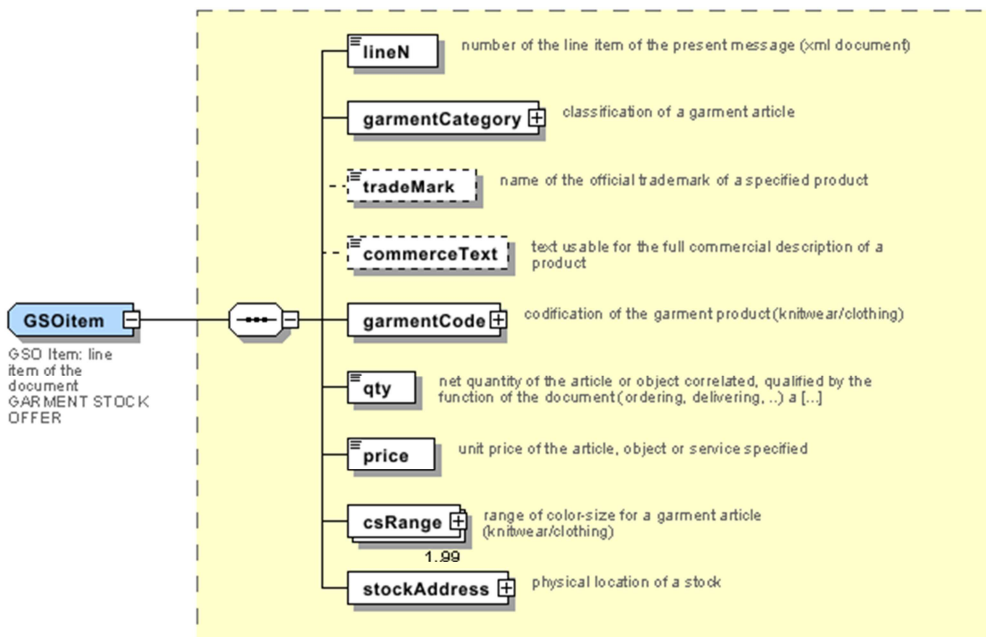 lineN
number of the line item of the present message (xml document)
garmentCategory
classification of a garment article
tradeMark
name of the official trademark of a specified product
commerceText
text usable for the full commercial description of a
product
GSOitem
GSO Item: line
item of the
document
GARMENT STOCK
OFFER
garmentCode
codification of the garment product (knitwear/clothing)
qty
net quantity of the article or object correlated, qualified by the
function of the document (ordering, delivering, ..) a [...]
price
unit price of the article, object or service specified
csRange
range of color-size for a garment article
(knitwear/clothing)
1..99
stockAddress
physical location of a stock